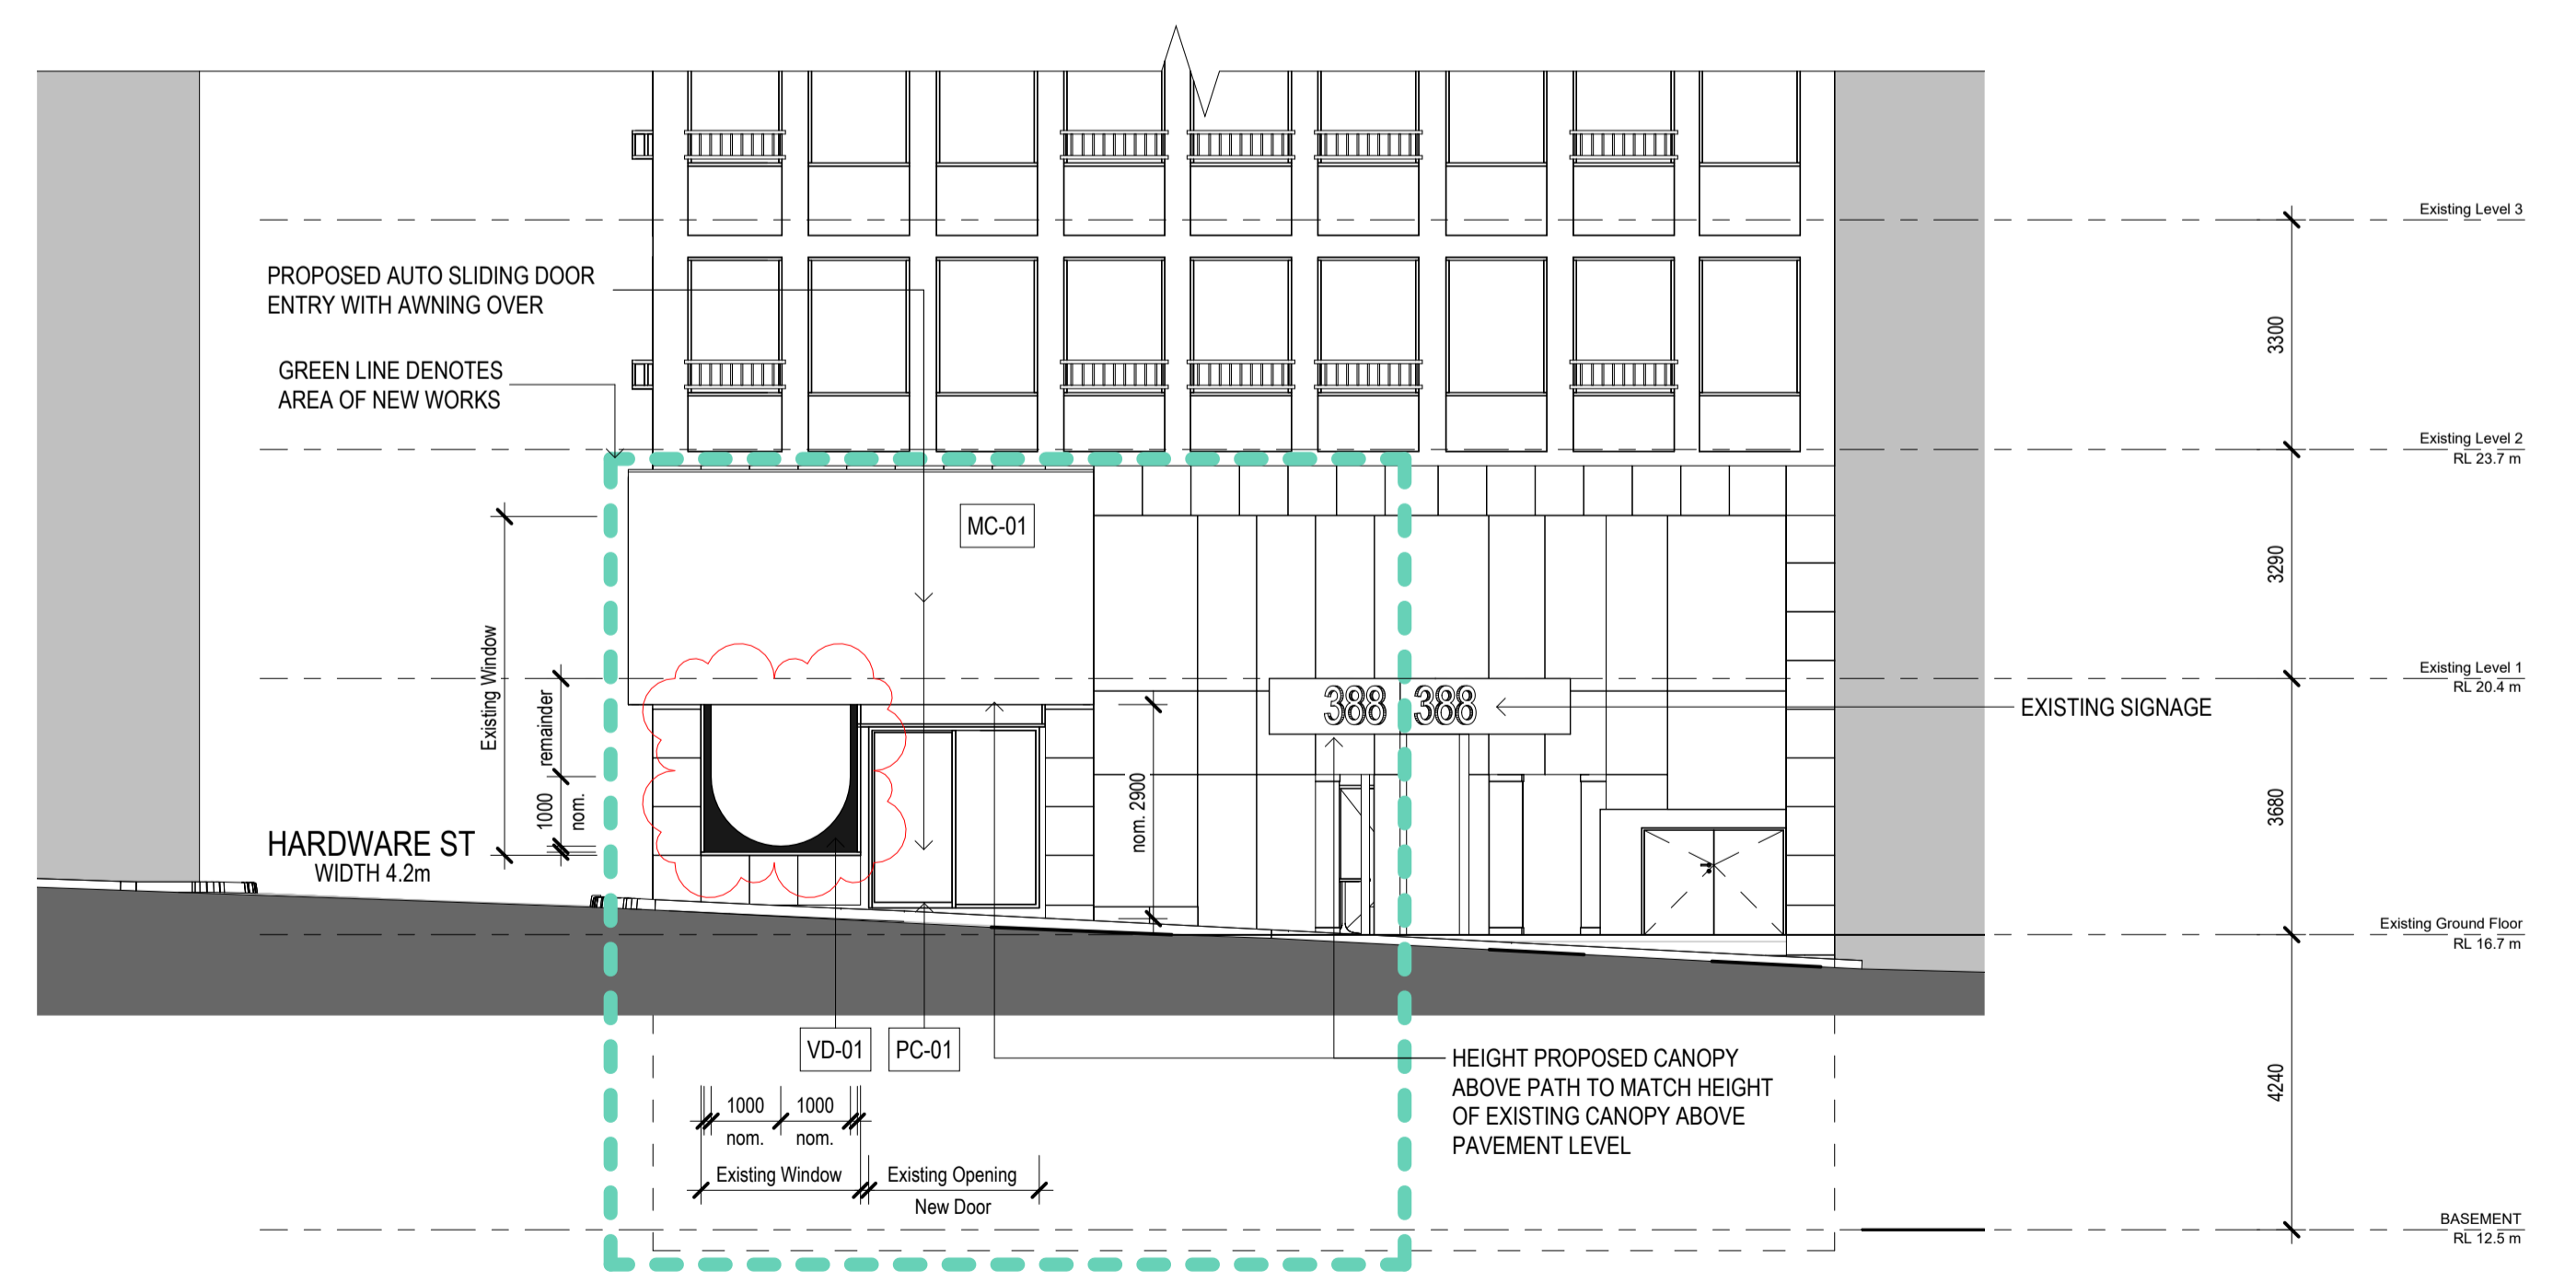 Existing Level 3
PROPOSED AUTO SLIDING DOOR
ENTRY WITH AWNING OVER
3300
GREEN LINE DENOTES
AREA OF NEW WORKS
Existing Level 2
RL 23.7 m
MC-01
3290
Existing Window
remainder
1000
nom.
Existing Level 1
RL 20.4 m
388 388
EXISTING SIGNAGE
nom. 2900
3680
HARDWARE ST
WIDTH 4.2m
Existing Ground Floor
RL 16.7 m
VD-01
PC-01
HEIGHT PROPOSED CANOPY
ABOVE PATH TO MATCH HEIGHT
OF EXISTING CANOPY ABOVE
PAVEMENT LEVEL
4240
1000 1000
nom. nom.
Existing Window
Existing Opening
New Door
BASEMENT
RL 12.5 m